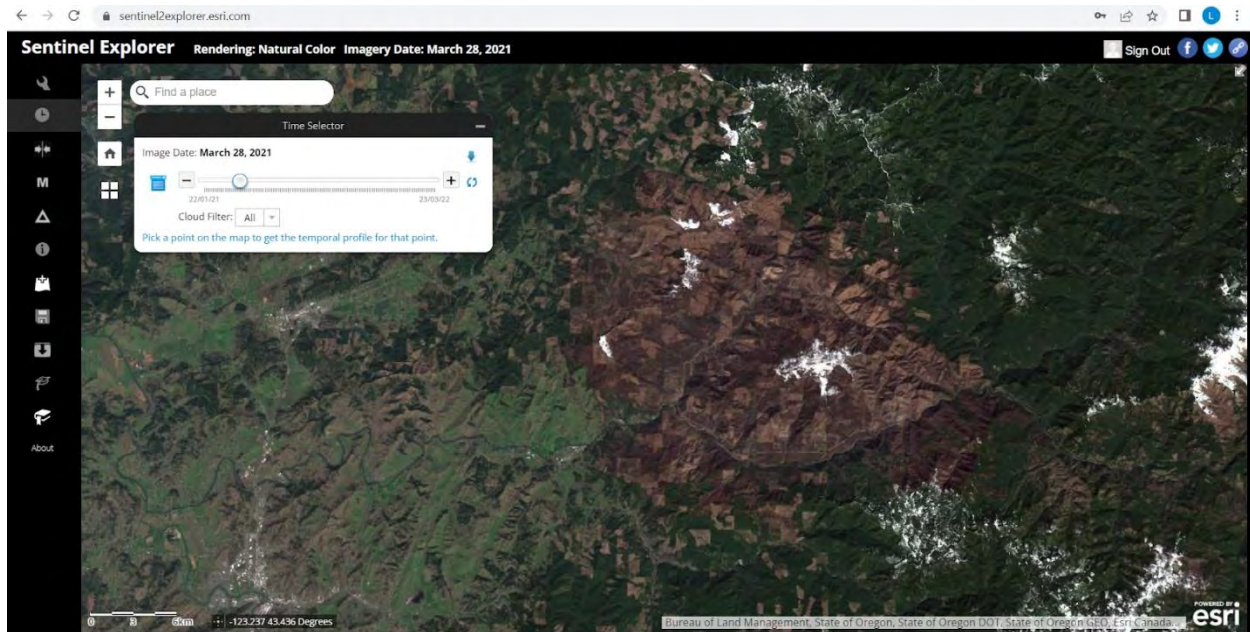 sentinel2explorer.esri.com
L
Sentinel Explorer Rendering: Natural Color Imagery Date: March 28, 2021
Sign Out
+
Find a place
−
Time Selector
Image Date: March 28, 2021
− +
22/01/21 23/03/22
Cloud Filter: All
Pick a point on the map to get the temporal profile for that point.
M
About
0 3 6km
-123.237 43.436 Degrees
Bureau of Land Management, State of Oregon, State of Oregon DOT, State of Oregon GEO, Esri Canada...
POWERED BY
esri